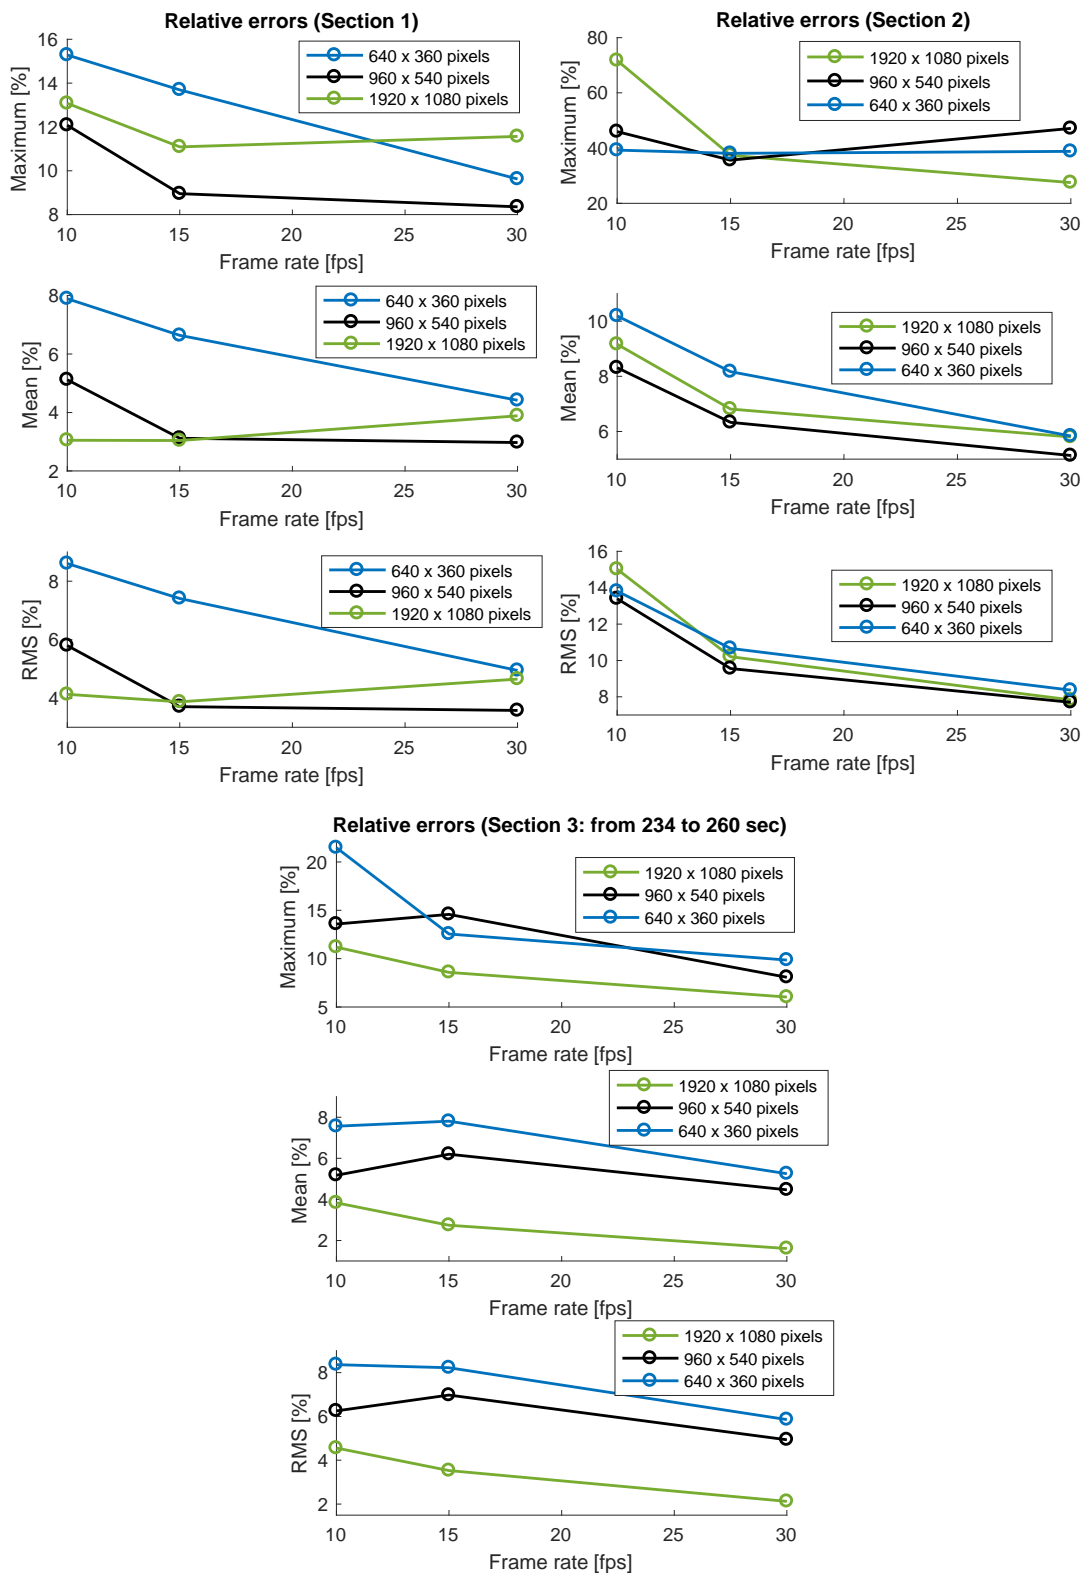 Relative errors (Section 1)
16
14
12
10
8
Maximum [%]
640 x 360 pixels
960 x 540 pixels
1920 x 1080 pixels
10 15 20 25 30
Frame rate [fps]
8
6
4
2
Mean [%]
640 x 360 pixels
960 x 540 pixels
1920 x 1080 pixels
10 15 20 25 30
Frame rate [fps]
8
6
4
RMS [%]
640 x 360 pixels
960 x 540 pixels
1920 x 1080 pixels
10 15 20 25 30
Frame rate [fps]
Relative errors (Section 2)
80
60
40
20
Maximum [%]
1920 x 1080 pixels
960 x 540 pixels
640 x 360 pixels
10 15 20 25 30
Frame rate [fps]
10
8
6
Mean [%]
1920 x 1080 pixels
960 x 540 pixels
640 x 360 pixels
10 15 20 25 30
Frame rate [fps]
16
14
12
10
8
RMS [%]
1920 x 1080 pixels
960 x 540 pixels
640 x 360 pixels
10 15 20 25 30
Frame rate [fps]
Relative errors (Section 3: from 234 to 260 sec)
20
15
10
5
Maximum [%]
1920 x 1080 pixels
960 x 540 pixels
640 x 360 pixels
10 15 20 25 30
Frame rate [fps]
8
6
4
2
Mean [%]
1920 x 1080 pixels
960 x 540 pixels
640 x 360 pixels
10 15 20 25 30
Frame rate [fps]
8
6
4
2
RMS [%]
1920 x 1080 pixels
960 x 540 pixels
640 x 360 pixels
10 15 20 25 30
Frame rate [fps]